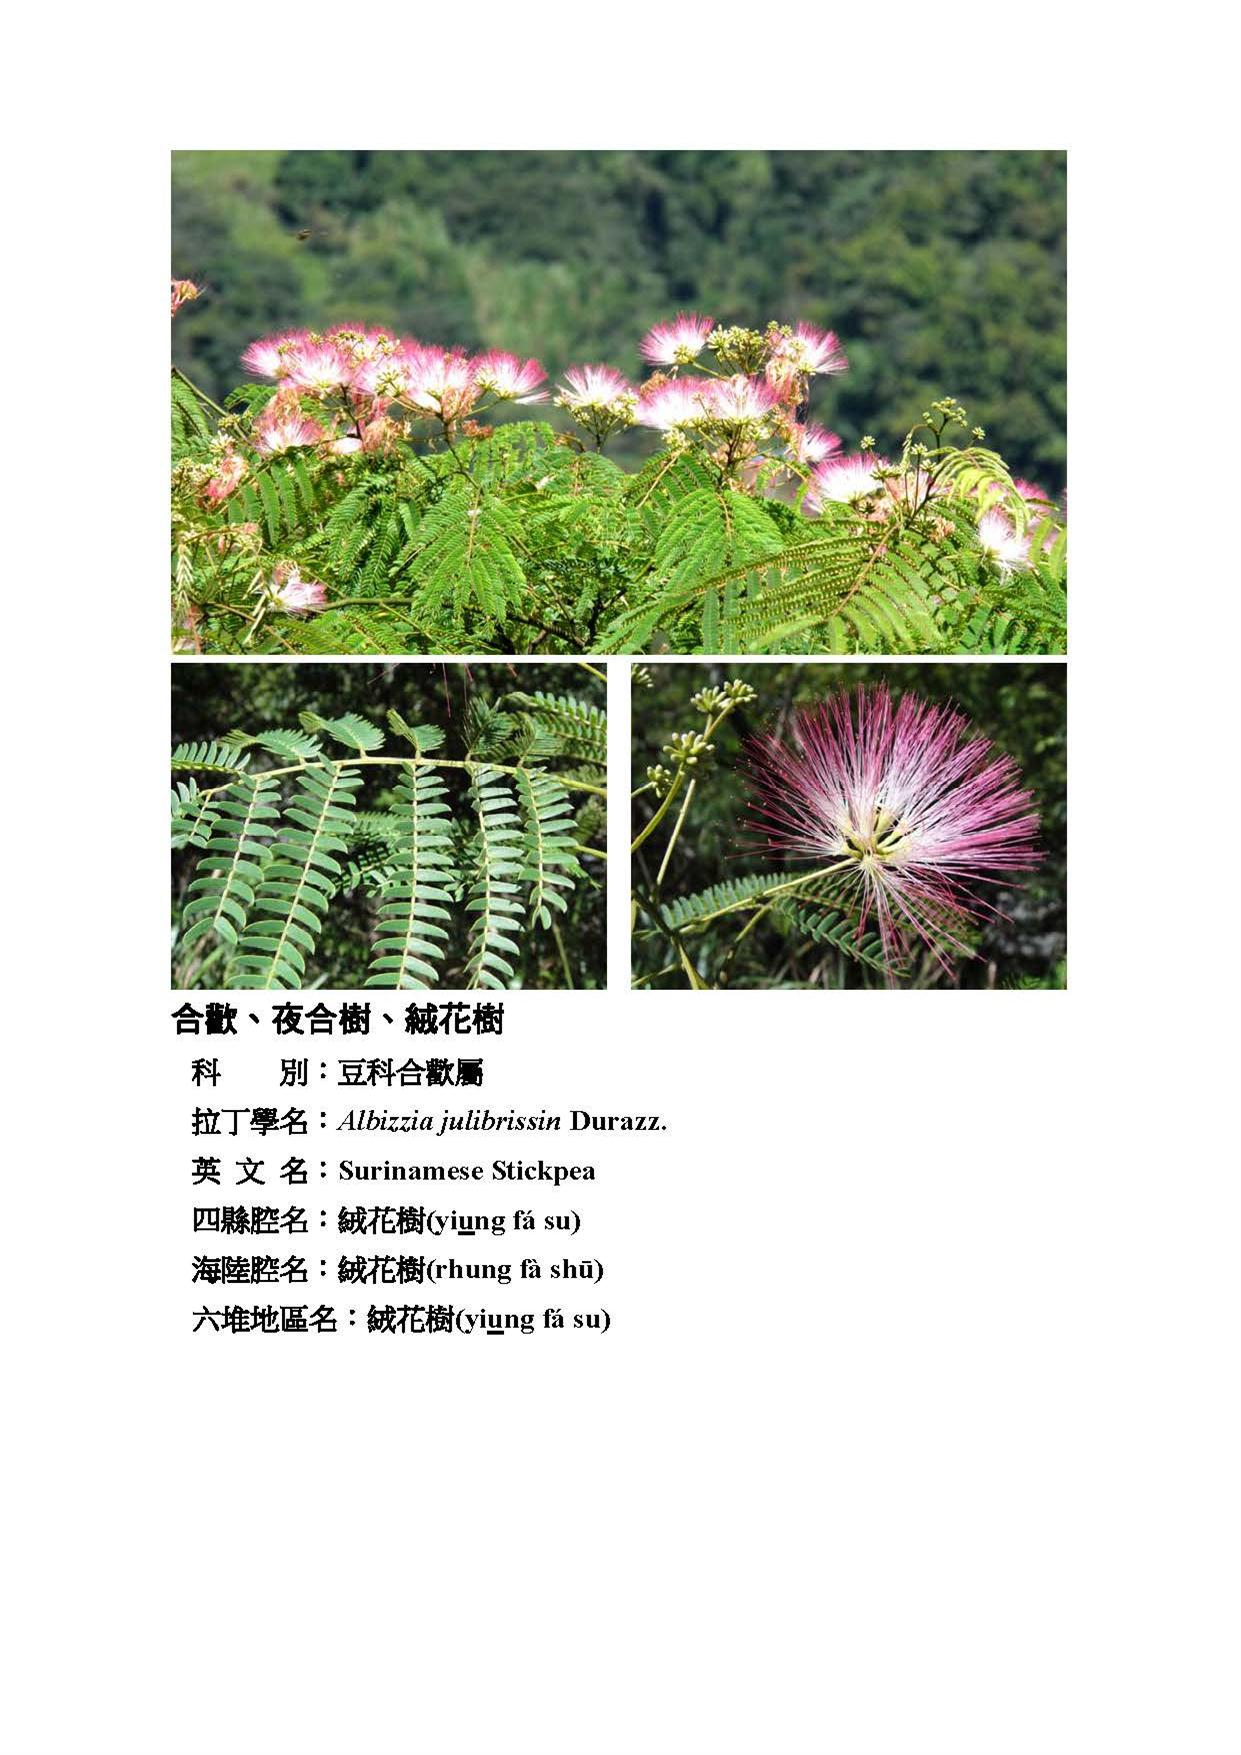 合歡、夜合樹、絨花樹
科　　別：豆科合歡屬
拉丁學名：Albizzia julibrissin Durazz.
英 文 名：Surinamese Stickpea
四縣腔名：絨花樹(yiung fá su)
海陸腔名：絨花樹(rhung fà shū)
六堆地區名：絨花樹(yiung fá su)